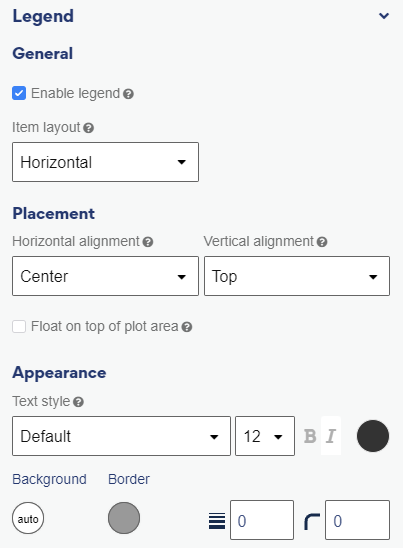 Legend
General
Enable legend
Item layout
Horizontal
Placement
Horizontal alignment Vertical alignment
Center Top
Float on top of plot area
Appearance
Text style
Default 12 B I
Background Border
auto 0 0